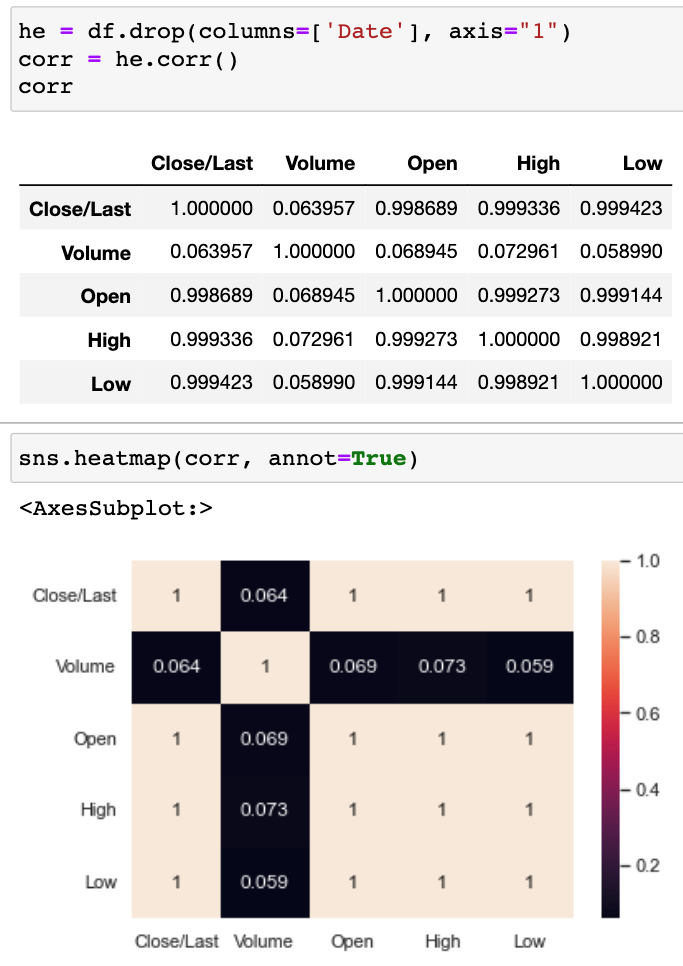 he = df.drop(columns=['Date'], axis="1")
corr = he.corr()
corr
Close/Last Volume Open High Low
Close/Last 1.000000 0.063957 0.998689 0.999336 0.999423
Volume 0.063957 1.000000 0.068945 0.072961 0.058990
Open 0.998689 0.068945 1.000000 0.999273 0.999144
High 0.999336 0.072961 0.999273 1.000000 0.998921
Low 0.999423 0.058990 0.999144 0.998921 1.000000
sns.heatmap(corr, annot=True)
<AxesSubplot:>
Close/Last 1 0.064 1 1 1
Volume 0.064 1 0.069 0.073 0.059
Open 1 0.069 1 1 1
High 1 0.073 1 1 1
Low 1 0.059 1 1 1
Close/Last Volume Open High Low
1.0
0.8
0.6
0.4
0.2